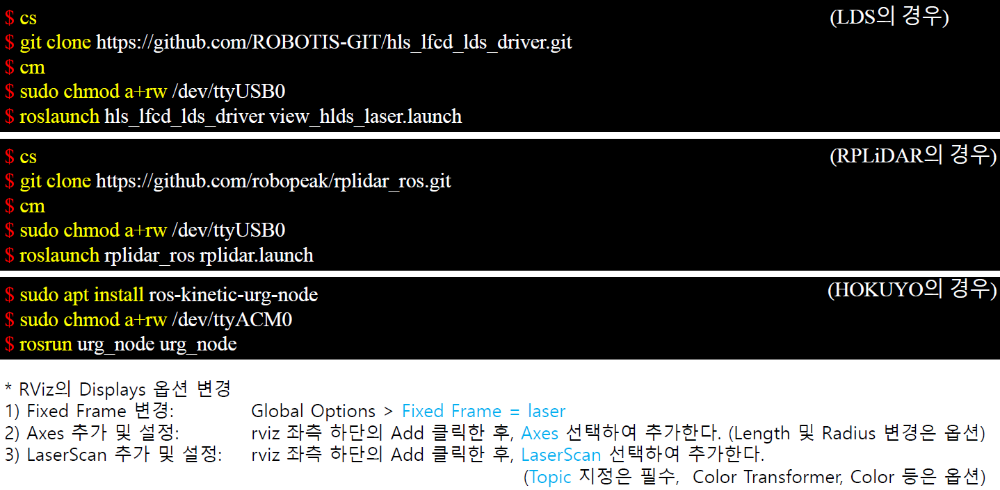 $ cs (LDS의 경우)
$ git clone https://github.com/ROBOTIS-GIT/hls_lfcd_lds_driver.git
$ cm
$ sudo chmod a+rw /dev/ttyUSB0
$ roslaunch hls_lfcd_lds_driver view_hlds_laser.launch
$ cs (RPLiDAR의 경우)
$ git clone https://github.com/robopeak/rplidar_ros.git
$ cm
$ sudo chmod a+rw /dev/ttyUSB0
$ roslaunch rplidar_ros rplidar.launch
$ sudo apt install ros-kinetic-urg-node (HOKUYO의 경우)
$ sudo chmod a+rw /dev/ttyACM0
$ rosrun urg_node urg_node
* RViz의 Displays 옵션 변경
1) Fixed Frame 변경: Global Options > Fixed Frame = laser
2) Axes 추가 및 설정: rviz 좌측 하단의 Add 클릭한 후, Axes 선택하여 추가한다. (Length 및 Radius 변경은 옵션)
3) LaserScan 추가 및 설정: rviz 좌측 하단의 Add 클릭한 후, LaserScan 선택하여 추가한다.
(Topic 지정은 필수, Color Transformer, Color 등은 옵션)